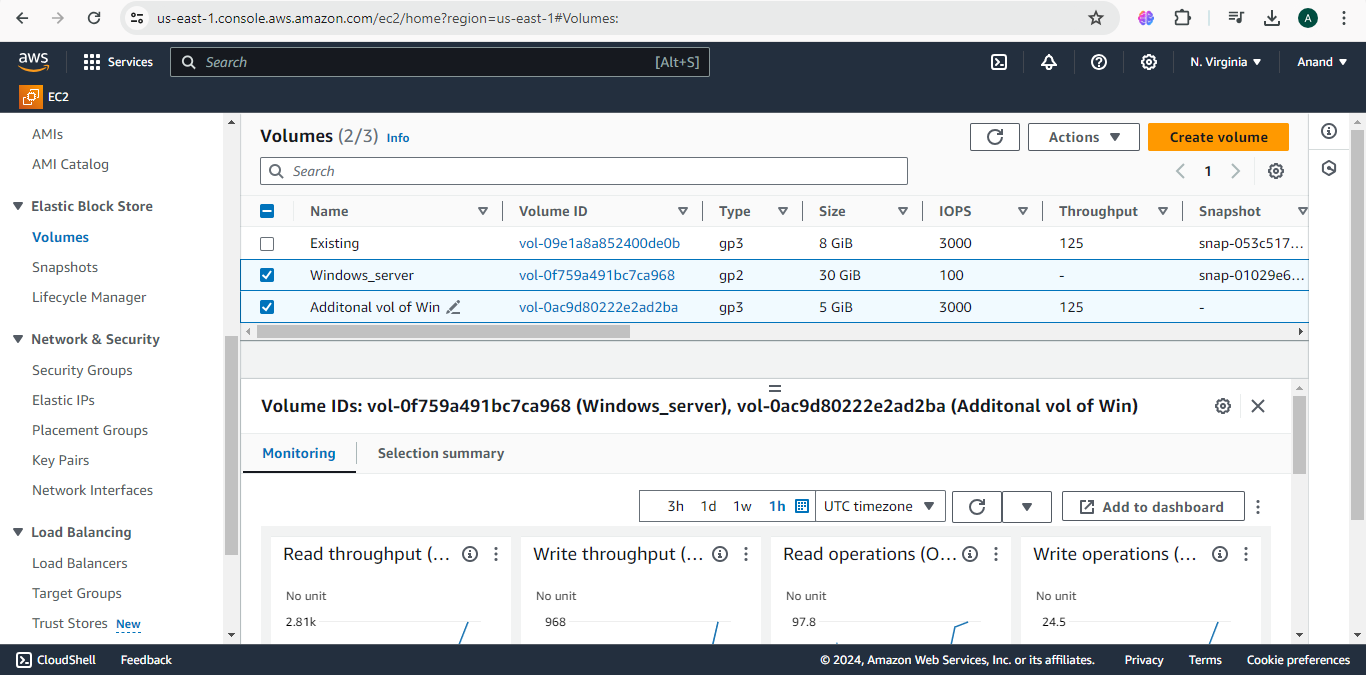 us-east-1.console.aws.amazon.com/ec2/home?region=us-east-1#Volumes:
A
aws
Services
Search
[Alt+S]
N. Virginia
Anand
EC2
AMIs
AMI Catalog
Elastic Block Store
Volumes
Snapshots
Lifecycle Manager
Network & Security
Security Groups
Elastic IPs
Placement Groups
Key Pairs
Network Interfaces
Load Balancing
Load Balancers
Target Groups
Trust Stores New
Volumes (2/3) Info
Actions
Create volume
Search
1
Name Volume ID Type Size IOPS Throughput Snapshot
Existing vol-09e1a8a852400de0b gp3 8 GiB 3000 125 snap-053c517...
Windows_server vol-0f759a491bc7ca968 gp2 30 GiB 100 - snap-01029e6...
Additonal vol of Win vol-0ac9d80222e2ad2ba gp3 5 GiB 3000 125 -
Volume IDs: vol-0f759a491bc7ca968 (Windows_server), vol-0ac9d80222e2ad2ba (Additonal vol of Win)
Monitoring
Selection summary
3h 1d 1w 1h
UTC timezone
Add to dashboard
Read throughput (...
No unit
2.81k
Write throughput (...
No unit
968
Read operations (O...
No unit
97.8
Write operations (...
No unit
24.5
CloudShell
Feedback
© 2024, Amazon Web Services, Inc. or its affiliates.
Privacy
Terms
Cookie preferences